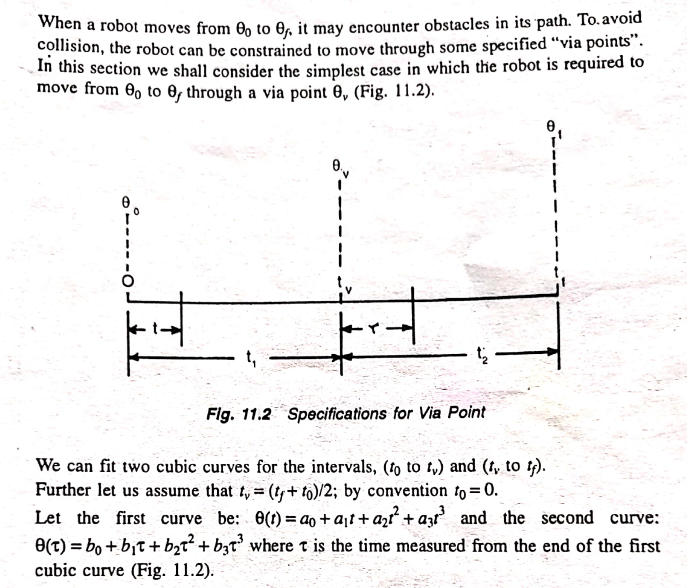 When a robot moves from θ₀ to θf, it may encounter obstacles in its path. To avoid
collision, the robot can be constrained to move through some specified “via points”.
In this section we shall consider the simplest case in which the robot is required to
move from θ₀ to θf through a via point θᵥ (Fig. 11.2).
θf
θᵥ
θ₀
0
tᵥ
tf
t
τ
t₁
t₂
Fig. 11.2 Specifications for Via Point
We can fit two cubic curves for the intervals, (t₀ to tᵥ) and (tᵥ to tf).
Further let us assume that tᵥ = (tf + t₀)/2; by convention t₀ = 0.
Let the first curve be: θ(t) = a₀ + a₁t + a₂t² + a₃t³ and the second curve:
θ(τ) = b₀ + b₁τ + b₂τ² + b₃τ³ where τ is the time measured from the end of the first
cubic curve (Fig. 11.2).